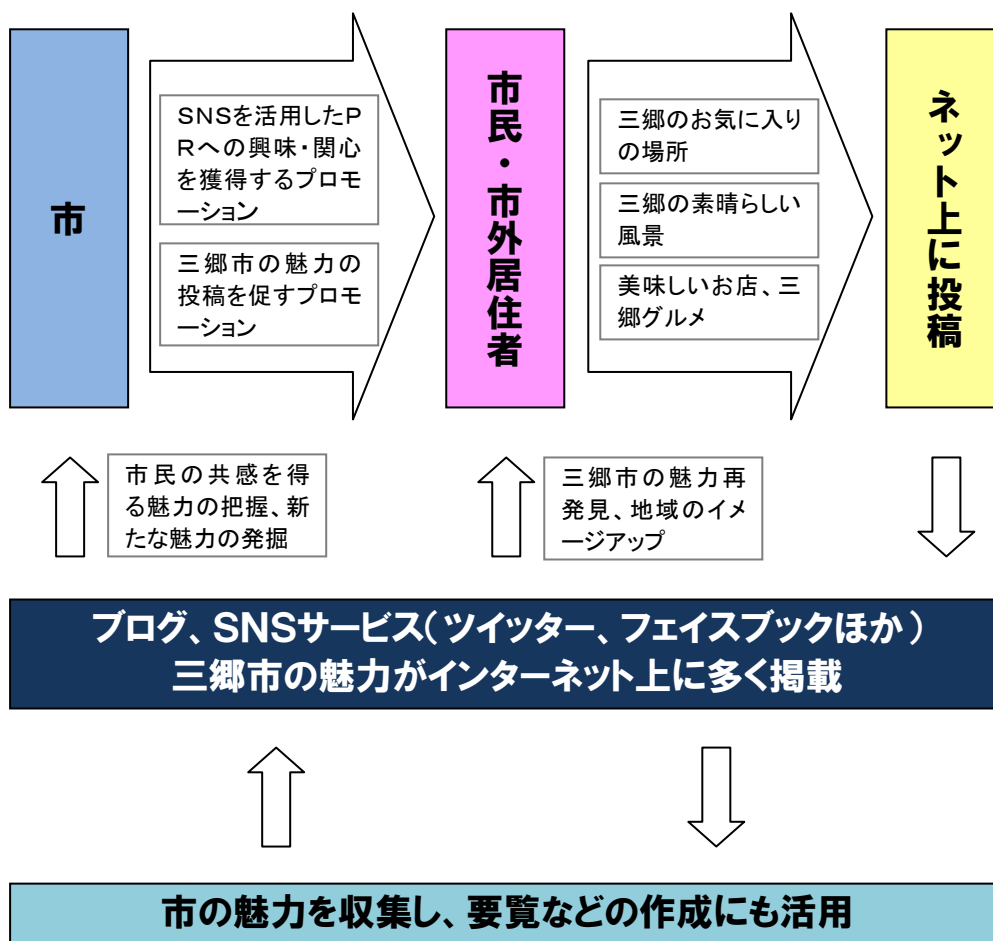 市
SNSを活用したP
Rへの興味・関心
を獲得するプロモ
ーション
三郷市の魅力の
投稿を促すプロモ
ーション
市民・市外居住者
三郷のお気に入り
の場所
三郷の素晴らしい
風景
美味しいお店、三
郷グルメ
ネット上に投稿
市民の共感を得
る魅力の把握、新
たな魅力の発掘
三郷市の魅力再
発見、地域のイメ
ージアップ
ブログ、SNSサービス(ツイッター、フェイスブックほか)
三郷市の魅力がインターネット上に多く掲載
市の魅力を収集し、要覧などの作成にも活用